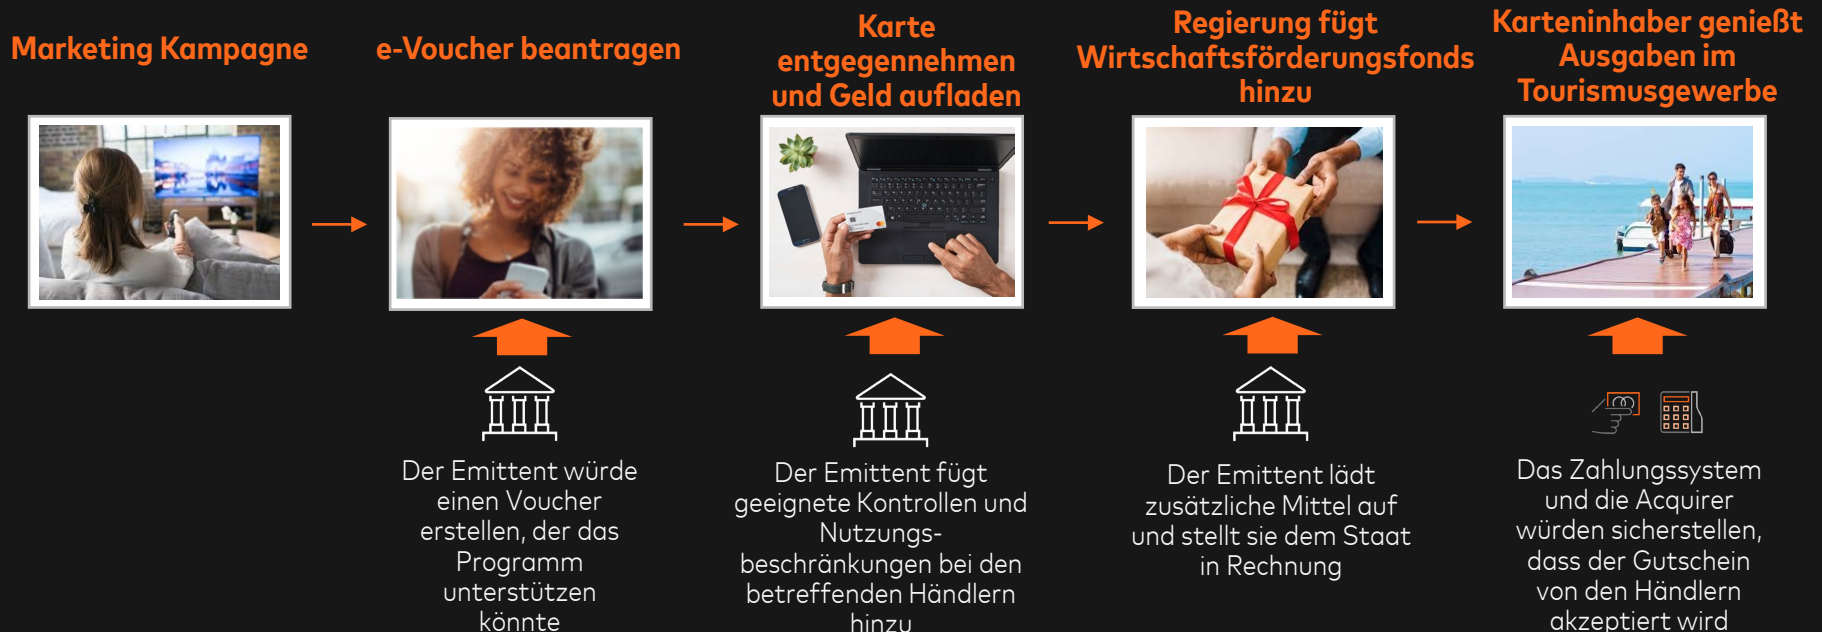 Marketing Kampagne
e-Voucher beantragen
Karte
entgegennehmen
und Geld aufladen
Regierung fügt
Wirtschaftsförderungsfonds
hinzu
Karteninhaber genießt
Ausgaben im
Tourismusgewerbe
Der Emittent würde
einen Voucher
erstellen, der das
Programm
unterstützen
könnte
Der Emittent fügt
geeignete Kontrollen und
Nutzungs-
beschränkungen bei den
betreffenden Händlern
hinzu
Der Emittent lädt
zusätzliche Mittel auf
und stellt sie dem Staat
in Rechnung
Das Zahlungssystem
und die Acquirer
würden sicherstellen,
dass der Gutschein
von den Händlern
akzeptiert wird